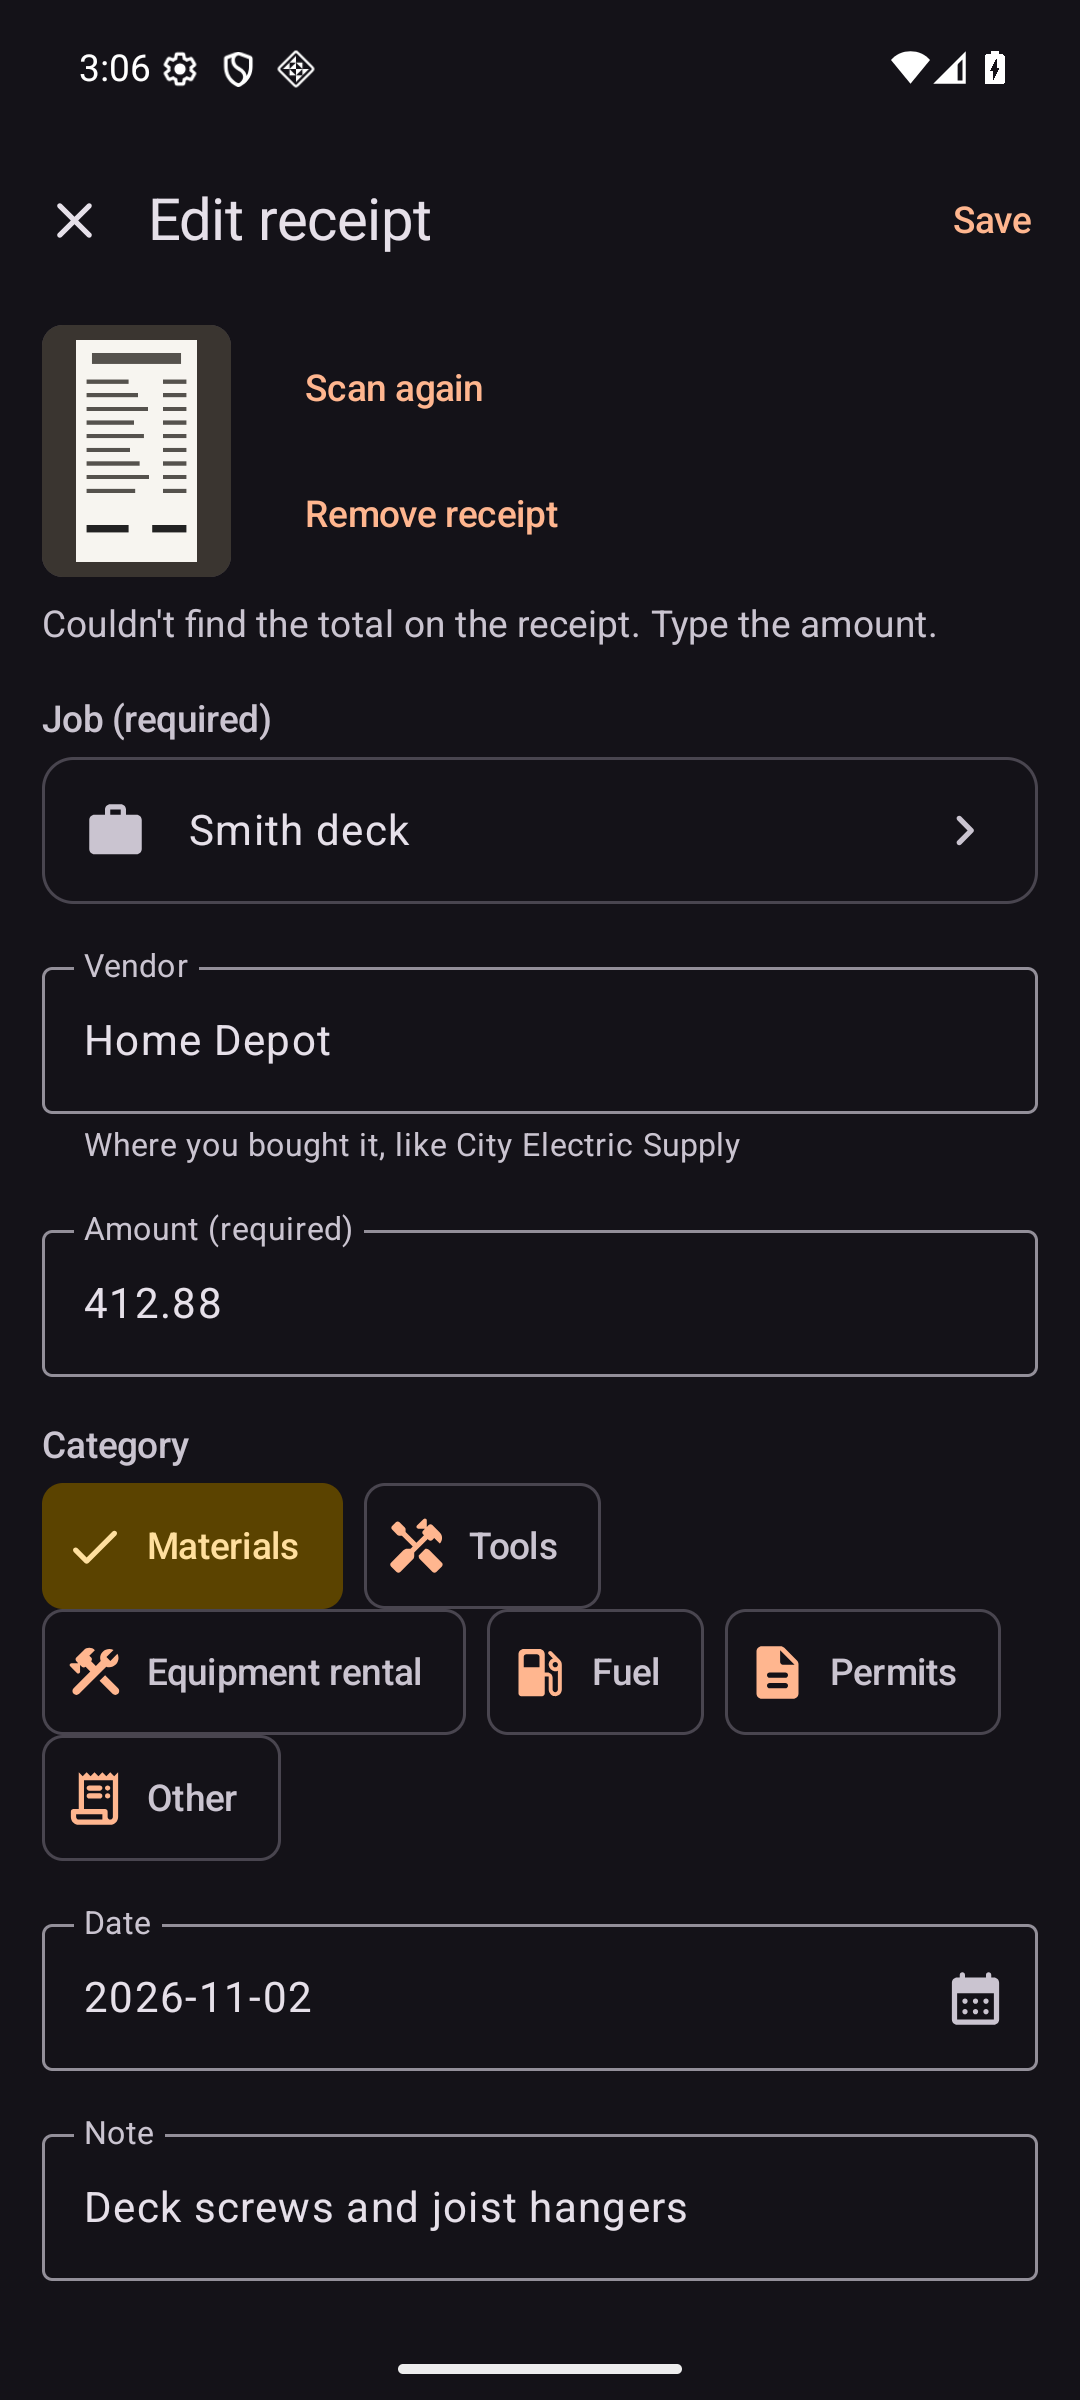 3:06
Edit receipt
Save
Scan again
Remove receipt
Couldn't find the total on the receipt. Type the amount.
Job (required)
Smith deck
Vendor
Home Depot
Where you bought it, like City Electric Supply
Amount (required)
412.88
Category
Materials
Tools
Equipment rental
Fuel
Permits
Other
Date
2026-11-02
Note
Deck screws and joist hangers